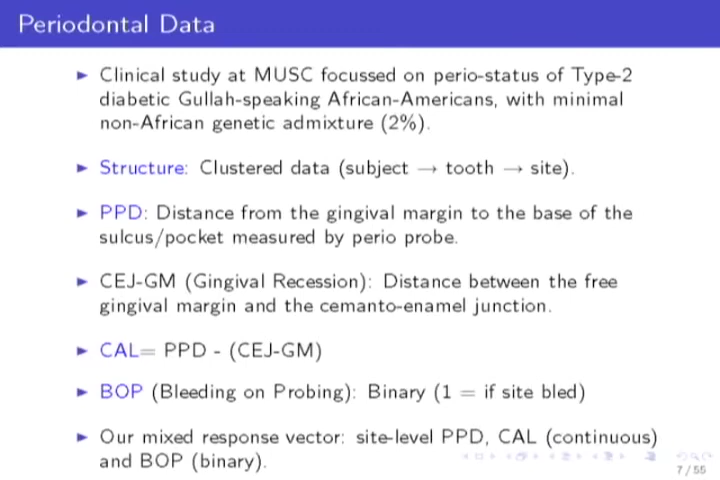 Periodontal Data
► Clinical study at MUSC focussed on perio-status of Type-2
diabetic Gullah-speaking African-Americans, with minimal
non-African genetic admixture (2%).
► Structure: Clustered data (subject → tooth → site).
► PPD: Distance from the gingival margin to the base of the
sulcus/pocket measured by perio probe.
► CEJ-GM (Gingival Recession): Distance between the free
gingival margin and the cemanto-enamel junction.
► CAL= PPD - (CEJ-GM)
► BOP (Bleeding on Probing): Binary (1 = if site bled)
► Our mixed response vector: site-level PPD, CAL (continuous)
and BOP (binary).
7 / 55